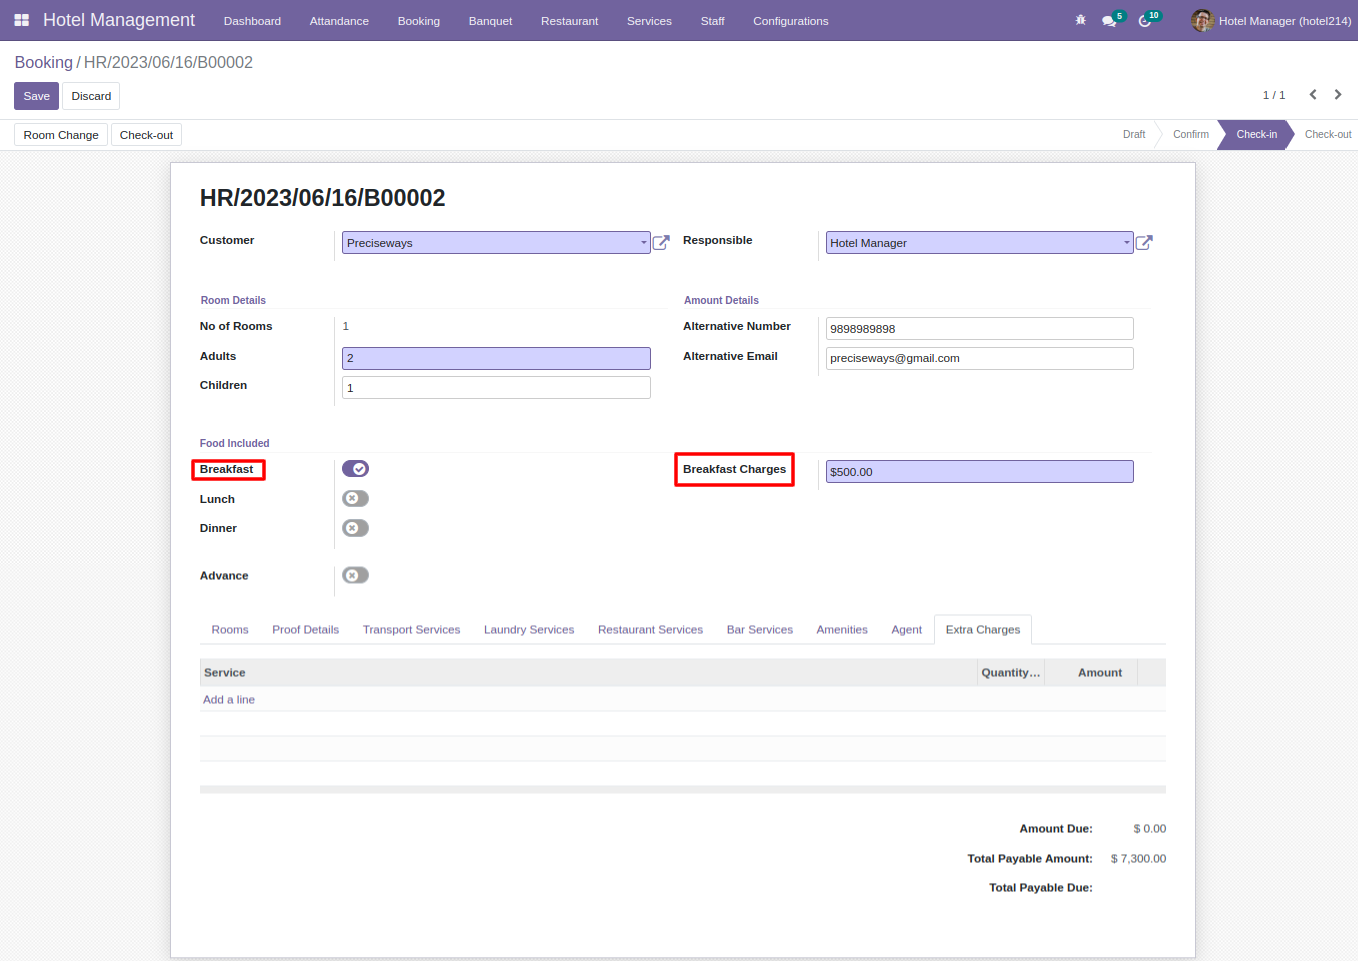 Hotel Management Dashboard Attandance Booking Banquet Restaurant Services Staff Configurations 5 10 Hotel Manager (hotel214)
Booking / HR/2023/06/16/B00002
Save Discard 1 / 1
Room Change Check-out Draft Confirm Check-in Check-out
HR/2023/06/16/B00002
Customer Preciseways Responsible Hotel Manager
Room Details Amount Details
No of Rooms 1 Alternative Number 9898989898
Adults 2 Alternative Email preciseways@gmail.com
Children 1
Food Included
Breakfast Breakfast Charges $500.00
Lunch
Dinner
Advance
Rooms Proof Details Transport Services Laundry Services Restaurant Services Bar Services Amenities Agent Extra Charges
Service Quantity... Amount
Add a line
Amount Due: $ 0.00
Total Payable Amount: $ 7,300.00
Total Payable Due: